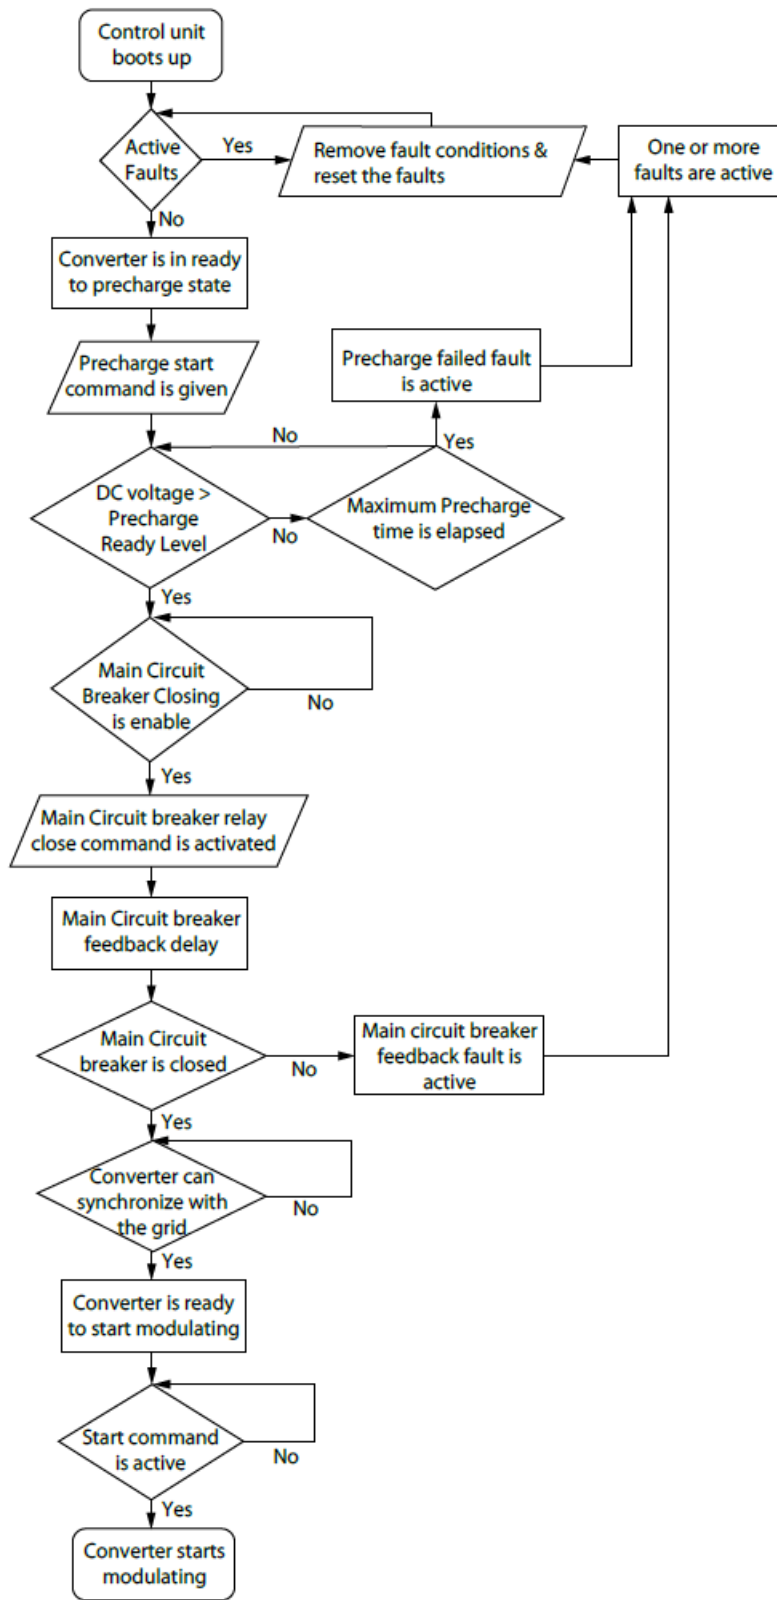 Control unit
boots up
Active
Faults
Yes
Remove fault conditions &
reset the faults
One or more
faults are active
No
Converter is in ready
to precharge state
Precharge start
command is given
Precharge failed fault
is active
No
Yes
DC voltage >
Precharge
Ready Level
No
Maximum Precharge
time is elapsed
Yes
Main Circuit
Breaker Closing
is enable
No
Yes
Main Circuit breaker relay
close command is activated
Main Circuit breaker
feedback delay
Main Circuit
breaker is closed
No
Main circuit breaker
feedback fault is
active
Yes
Converter can
synchronize with
the grid
No
Yes
Converter is ready
to start modulating
Start command
is active
No
Yes
Converter starts
modulating